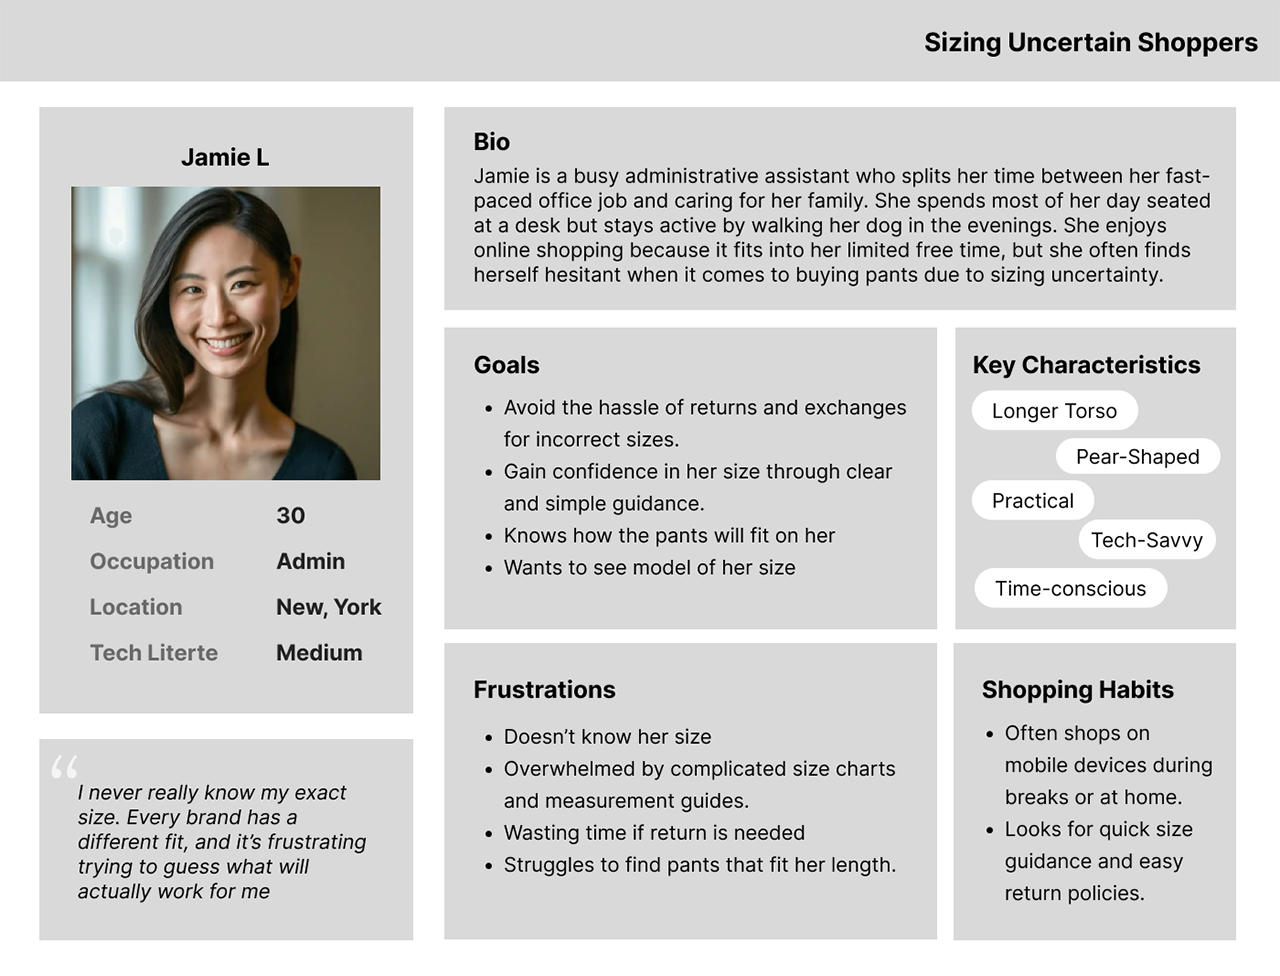 Sizing Uncertain Shoppers
Jamie L
Age 30
Occupation Admin
Location New, York
Tech Literte Medium
“
I never really know my exact
size. Every brand has a
different fit, and it’s frustrating
trying to guess what will
actually work for me
Bio
Jamie is a busy administrative assistant who splits her time between her fast-
paced office job and caring for her family. She spends most of her day seated
at a desk but stays active by walking her dog in the evenings. She enjoys
online shopping because it fits into her limited free time, but she often finds
herself hesitant when it comes to buying pants due to sizing uncertainty.
Goals
• Avoid the hassle of returns and exchanges
for incorrect sizes.
• Gain confidence in her size through clear
and simple guidance.
• Knows how the pants will fit on her
• Wants to see model of her size
Key Characteristics
Longer Torso
Pear-Shaped
Practical
Tech-Savvy
Time-conscious
Frustrations
• Doesn’t know her size
• Overwhelmed by complicated size charts
and measurement guides.
• Wasting time if return is needed
• Struggles to find pants that fit her length.
Shopping Habits
• Often shops on
mobile devices during
breaks or at home.
• Looks for quick size
guidance and easy
return policies.